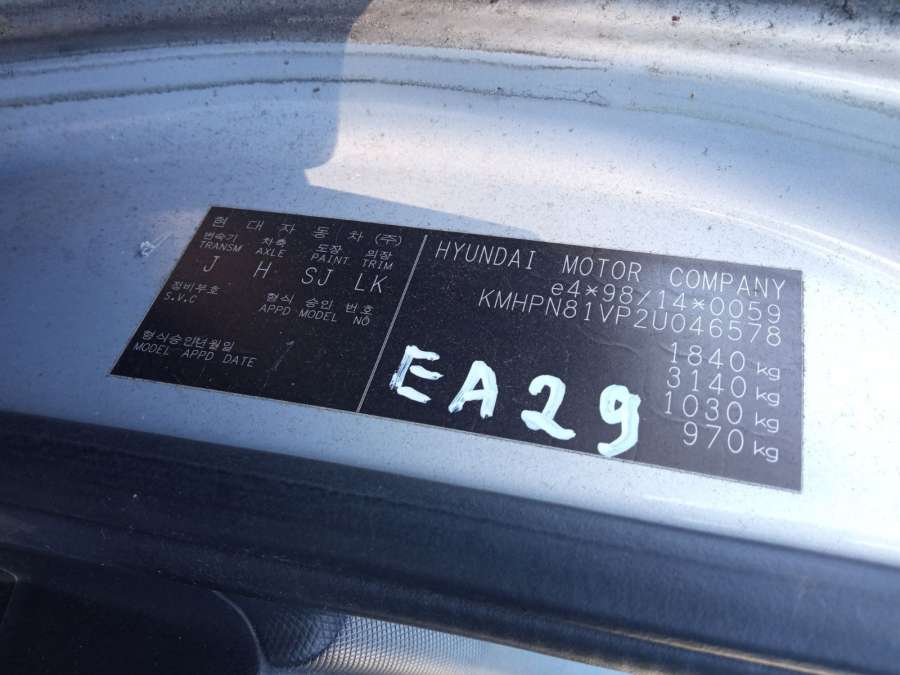 현 대 자 동 차 (주)
변속기 차축 도장 의장
TRANSM AXLE PAINT TRIM
J H SJ LK
정비부호 형식 승인 번호
S.V.C APPD MODEL NO
형식승인년월일
MODEL APPD DATE
HYUNDAI MOTOR COMPANY
e4*98/14*0059
KMHPN81VP2U046578
1840 kg
3140 kg
1030 kg
970 kg
EA29